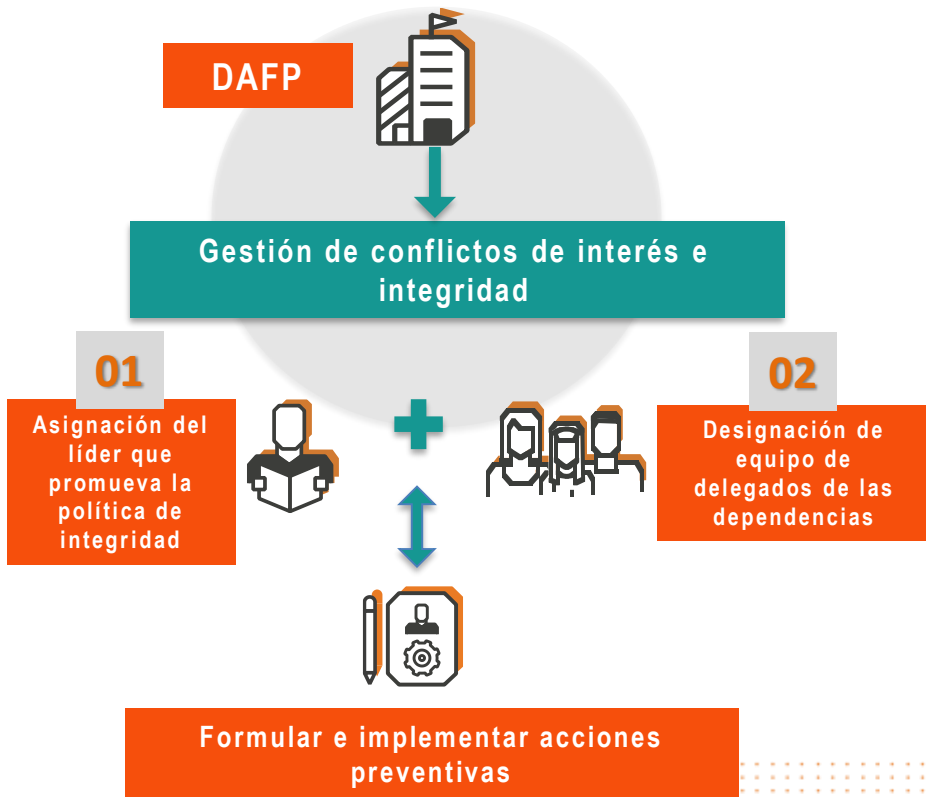 DAFP
Gestión de conflictos de interés e
integridad
01
Asignación del
líder que
promueva la
política de
integridad
02
Designación de
equipo de
delegados de las
dependencias
Formular e implementar acciones
preventivas